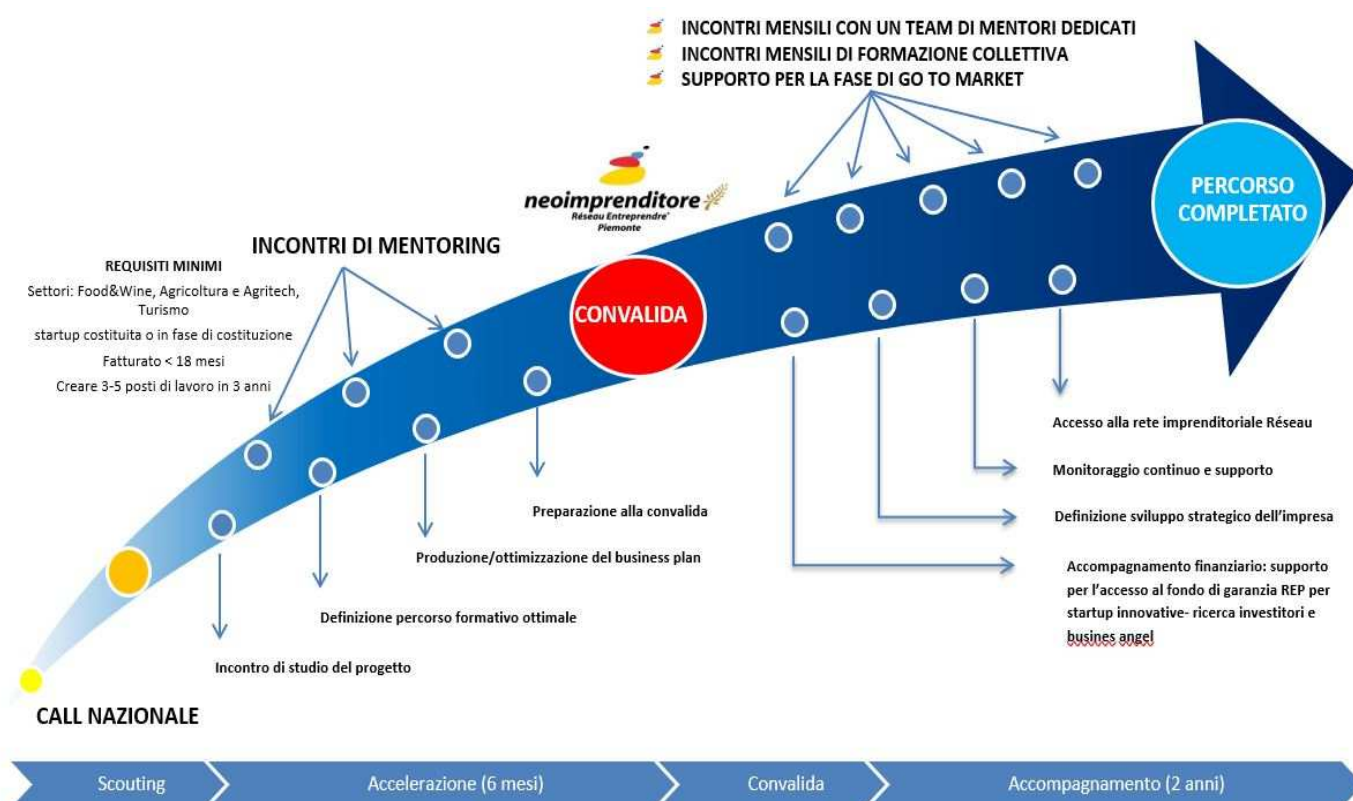 INCONTRI MENSILI CON UN TEAM DI MENTORI DEDICATI
INCONTRI MENSILI DI FORMAZIONE COLLETTIVA
SUPPORTO PER LA FASE DI GO TO MARKET
neoimprenditore
Réseau Entreprendre®
Piemonte
INCONTRI DI MENTORING
REQUISITI MINIMI
Settori: Food&Wine, Agricoltura e Agritech,
Turismo
startup costituita o in fase di costituzione
Fatturato < 18 mesi
Creare 3-5 posti di lavoro in 3 anni
CONVALIDA
PERCORSO
COMPLETATO
Accesso alla rete imprenditoriale Réseau
Monitoraggio continuo e supporto
Definizione sviluppo strategico dell’impresa
Accompagnamento finanziario: supporto
per l’accesso al fondo di garanzia REP per
startup innovative- ricerca investitori e
busines angel
Preparazione alla convalida
Produzione/ottimizzazione del business plan
Definizione percorso formativo ottimale
Incontro di studio del progetto
CALL NAZIONALE
Scouting
Accelerazione (6 mesi)
Convalida
Accompagnamento (2 anni)